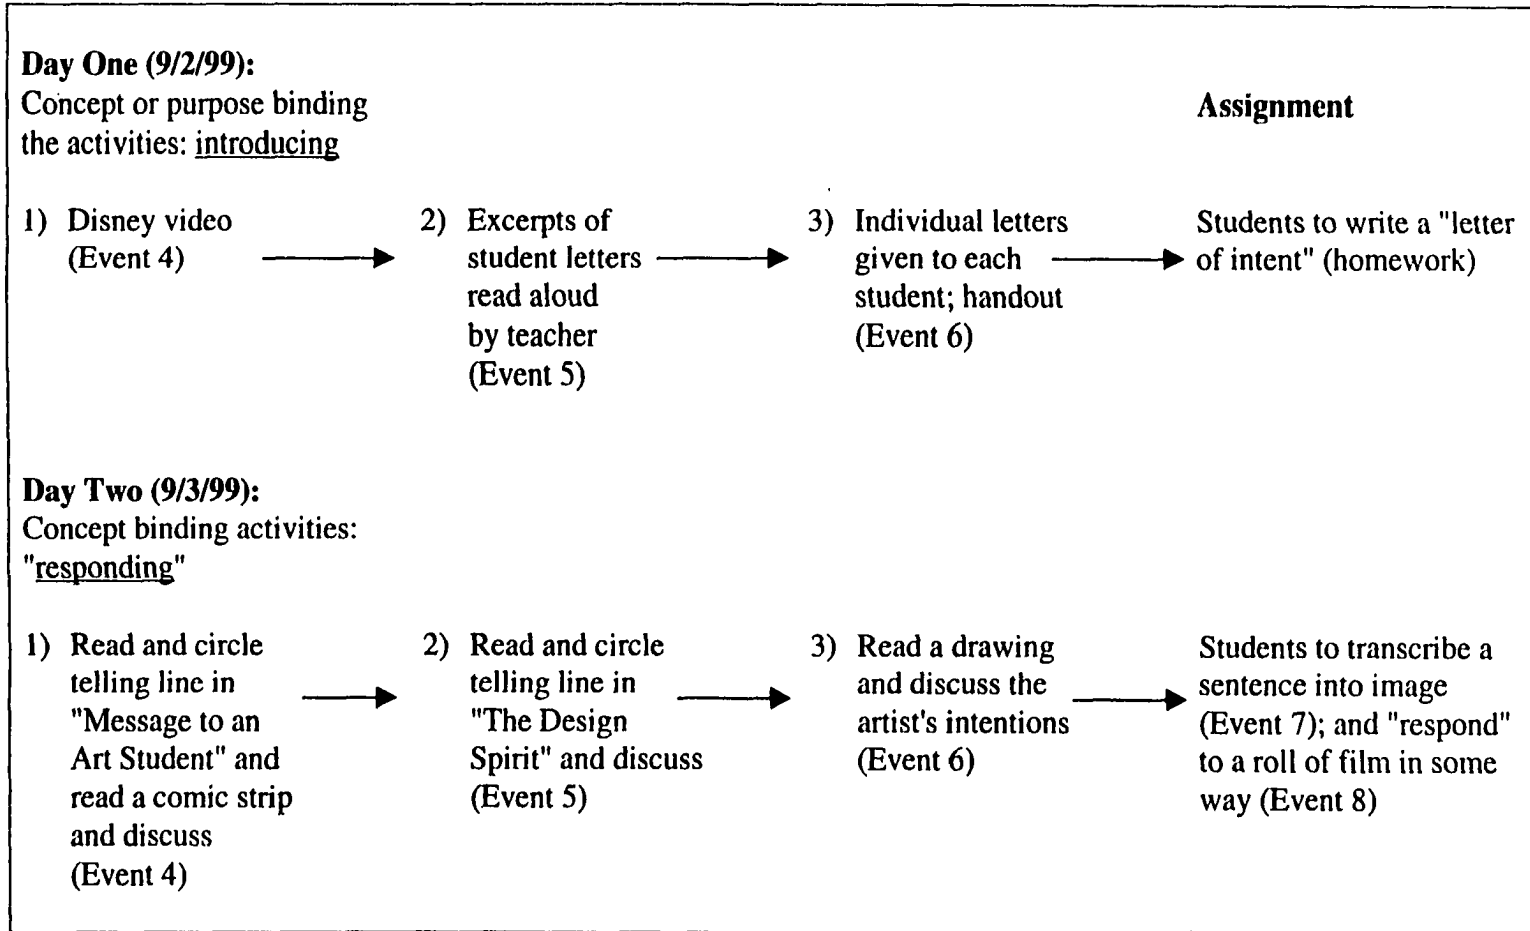 Day One (9/2/99):
Concept or purpose binding
the activities: introducing
Assignment
1) Disney video
(Event 4)
2) Excerpts of
student letters
read aloud
by teacher
(Event 5)
3) Individual letters
given to each
student; handout
(Event 6)
Students to write a "letter
of intent" (homework)
Day Two (9/3/99):
Concept binding activities:
"responding"
1) Read and circle
telling line in
"Message to an
Art Student" and
read a comic strip
and discuss
(Event 4)
2) Read and circle
telling line in
"The Design
Spirit" and discuss
(Event 5)
3) Read a drawing
and discuss the
artist's intentions
(Event 6)
Students to transcribe a
sentence into image
(Event 7); and "respond"
to a roll of film in some
way (Event 8)